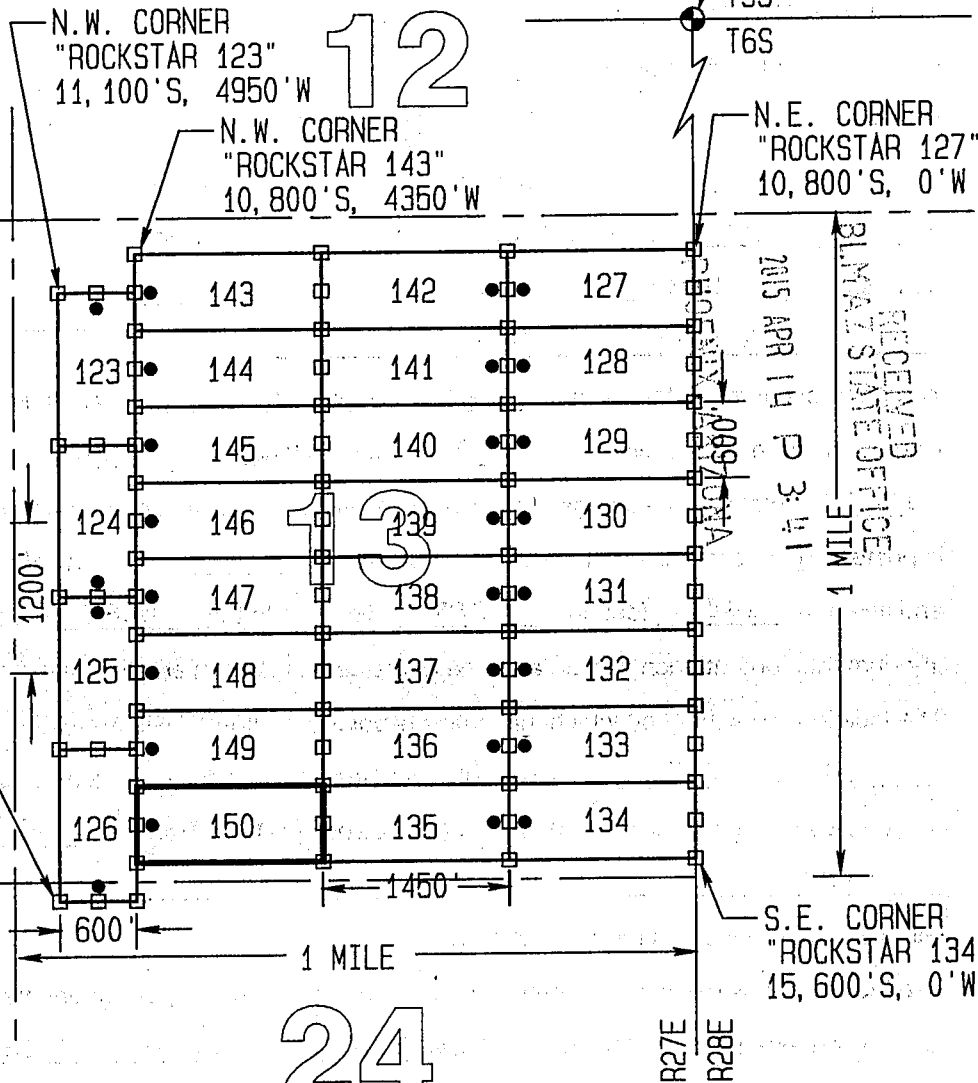 N.W. CORNER
"ROCKSTAR 123"
11,100'S, 4950'W
12
T6S
N.W. CORNER
"ROCKSTAR 143"
10,800'S, 4350'W
N.E. CORNER
"ROCKSTAR 127"
10,800'S, 0'W
RECEIVED
BLM AZ STATE OFFICE
2015 APR 14 P 3:41
PHOENIX, ARIZONA
143 142 127
123 144 141 128
145 140 129
600'
124 146 139 130
13
1200'
147 138 131
1 MILE
125 148 137 132
149 136 133
126 150 135 134
1450'
600'
1 MILE
S.E. CORNER
"ROCKSTAR 134
15,600'S, 0'W
24
R27E
R28E